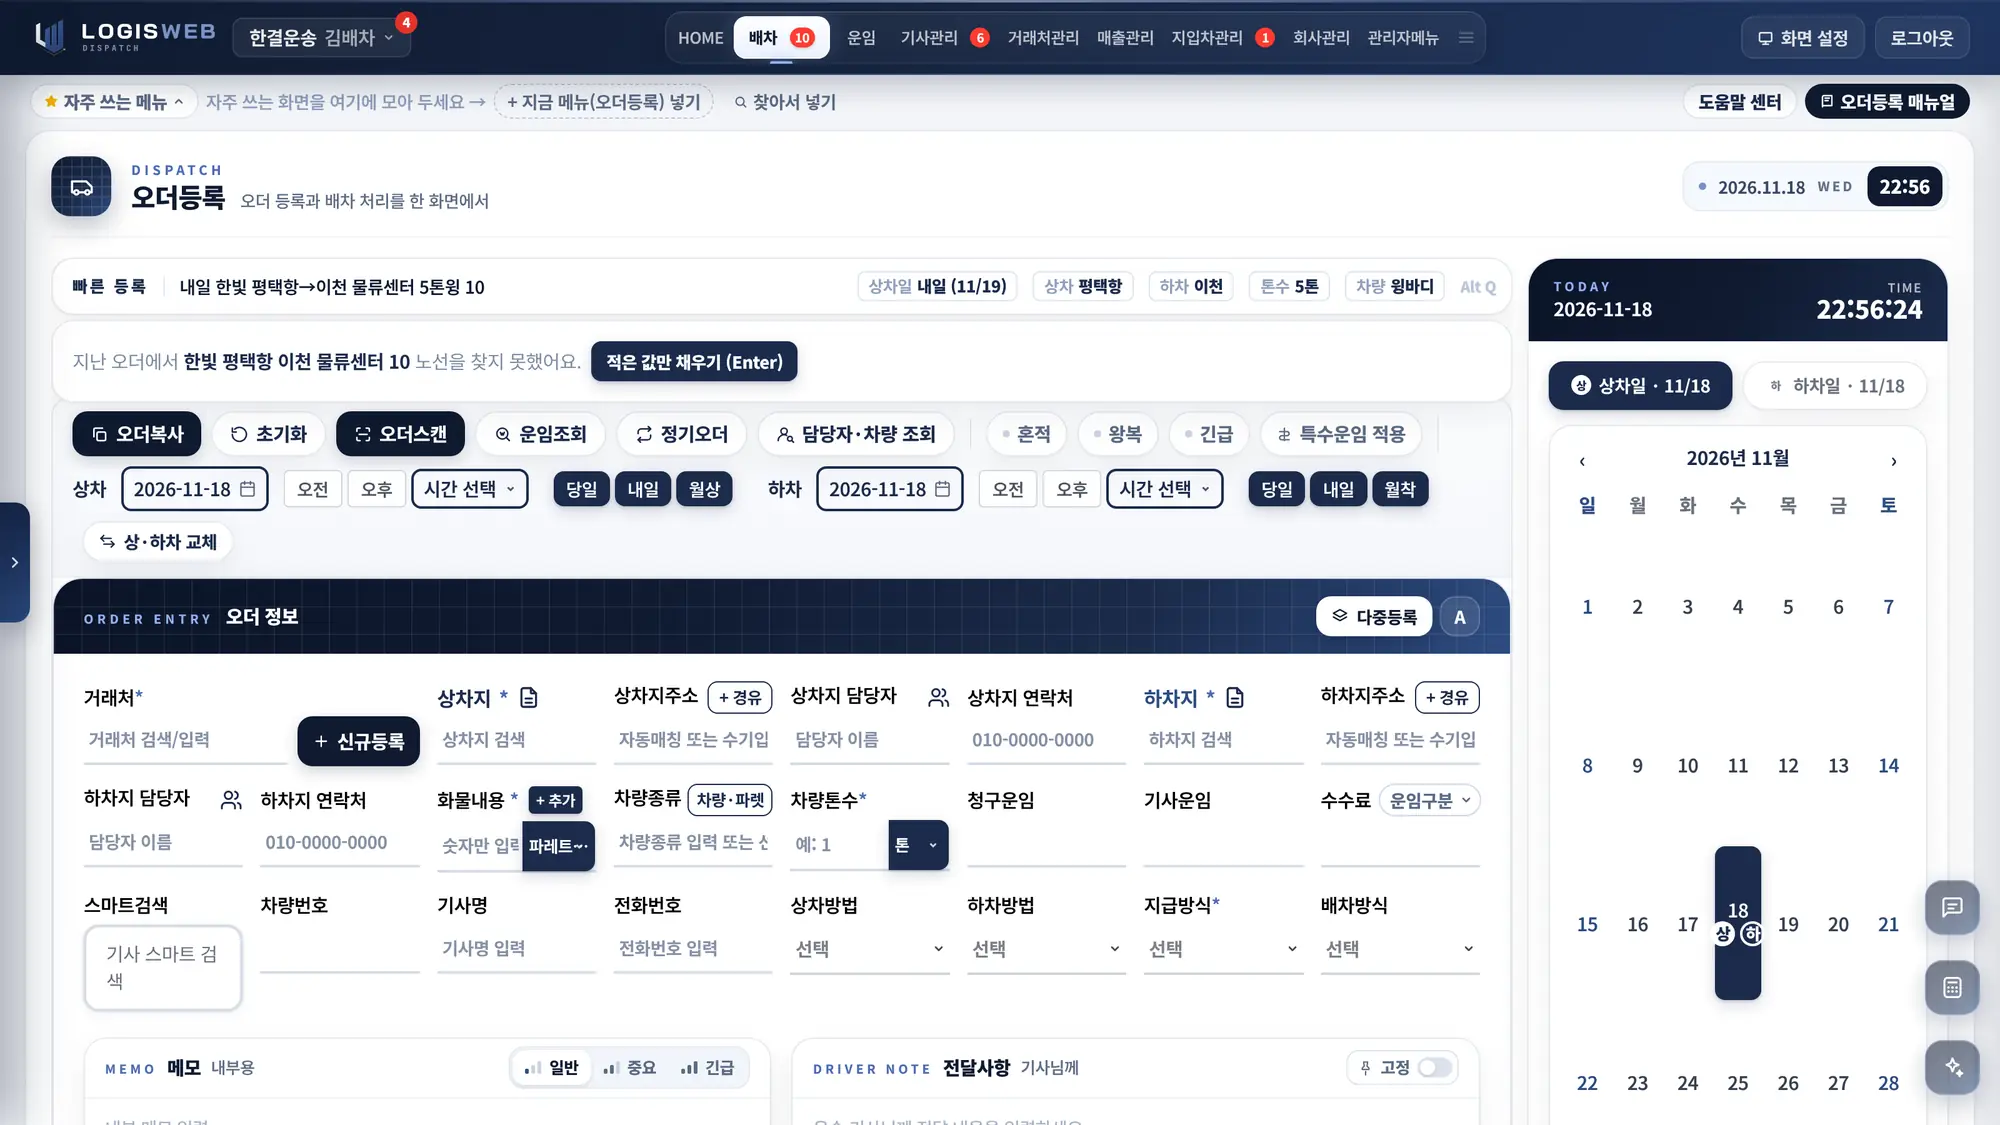 LOGISWEB
DISPATCH
한결운송 김배차
4
HOME
배차 10
운임
기사관리 6
거래처관리
매출관리
지입차관리 1
회사관리
관리자메뉴
화면 설정
로그아웃
자주 쓰는 메뉴
자주 쓰는 화면을 여기에 모아 두세요 →
+ 지금 메뉴(오더등록) 넣기
찾아서 넣기
도움말 센터
오더등록 매뉴얼
DISPATCH
오더등록 오더 등록과 배차 처리를 한 화면에서
2026.11.18 WED 22:56
빠른 등록
내일 한빛 평택항→이천 물류센터 5톤윙 10
상차일 내일 (11/19)
상차 평택항
하차 이천
톤수 5톤
차량 윙바디
Alt Q
지난 오더에서 한빛 평택항 이천 물류센터 10 노선을 찾지 못했어요.
적은 값만 채우기 (Enter)
오더복사
초기화
오더스캔
운임조회
정기오더
담당자·차량 조회
혼적
왕복
긴급
특수운임 적용
상차 2026-11-18 오전 오후 시간 선택 당일 내일 월상
하차 2026-11-18 오전 오후 시간 선택 당일 내일 월착
상·하차 교체
ORDER ENTRY 오더 정보
다중등록
A
거래처*
상차지 *
상차지주소 + 경유
상차지 담당자
상차지 연락처
하차지 *
하차지주소 + 경유
거래처 검색/입력
+ 신규등록
상차지 검색
자동매칭 또는 수기입
담당자 이름
010-0000-0000
하차지 검색
자동매칭 또는 수기입
하차지 담당자
하차지 연락처
화물내용 * + 추가
차량종류 차량·파렛
차량톤수*
청구운임
기사운임
수수료 운임구분
담당자 이름
010-0000-0000
숫자만 입력
파레트
차량종류 입력 또는
예: 1
톤
스마트검색
차량번호
기사명
전화번호
상차방법
하차방법
지급방식*
배차방식
기사 스마트 검
색
기사명 입력
전화번호 입력
선택
선택
선택
선택
MEMO 메모 내부용
일반
중요
긴급
DRIVER NOTE 전달사항 기사님께
고정
TODAY
2026-11-18
TIME
22:56:24
상 상차일 · 11/18
하 하차일 · 11/18
‹ 2026년 11월 ›
일 월 화 수 목 금 토
1 2 3 4 5 6 7
8 9 10 11 12 13 14
15 16 17 18 19 20 21
상 하
22 23 24 25 26 27 28